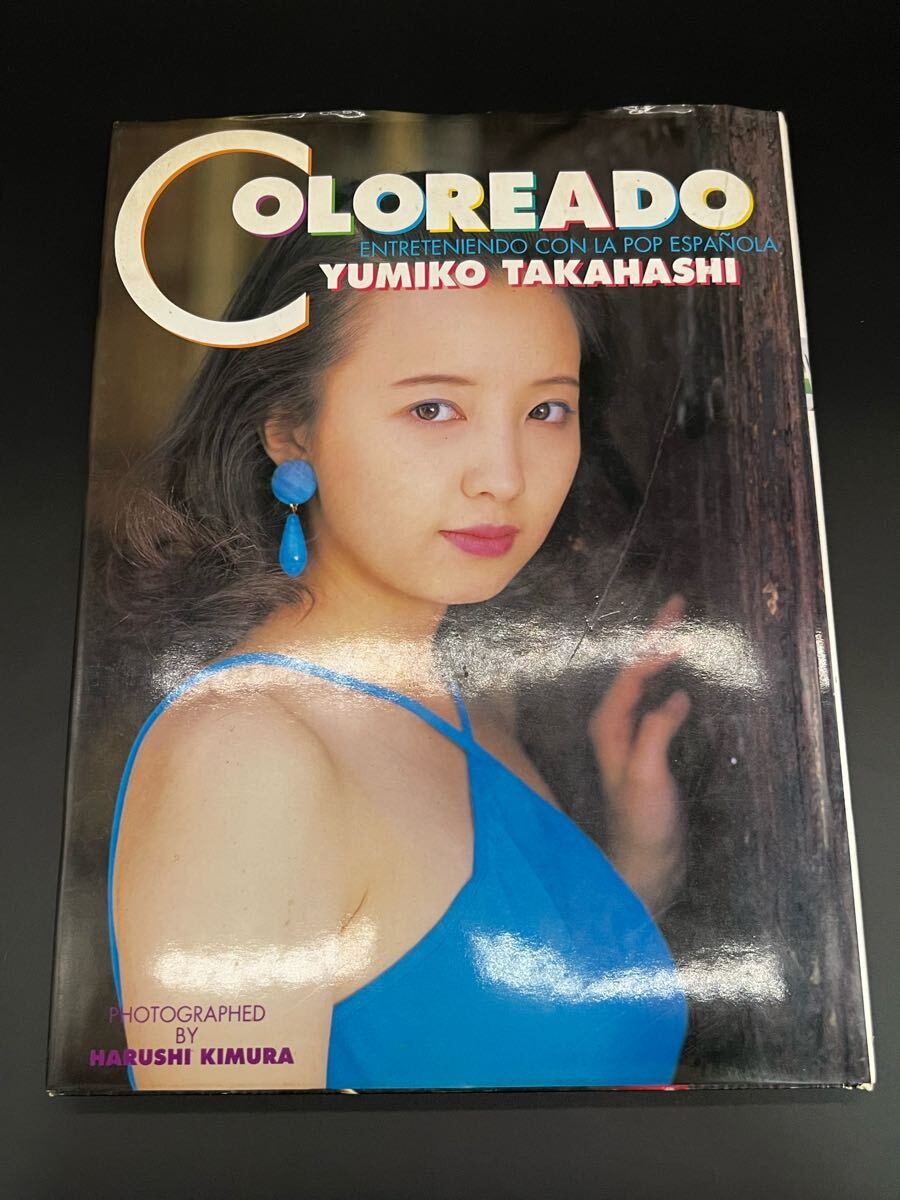 COLOREADO
ENTRETENIENDO CON LA POP ESPAÑOLA
YUMIKO TAKAHASHI
PHOTOGRAPHED
BY
HARUSHI KIMURA